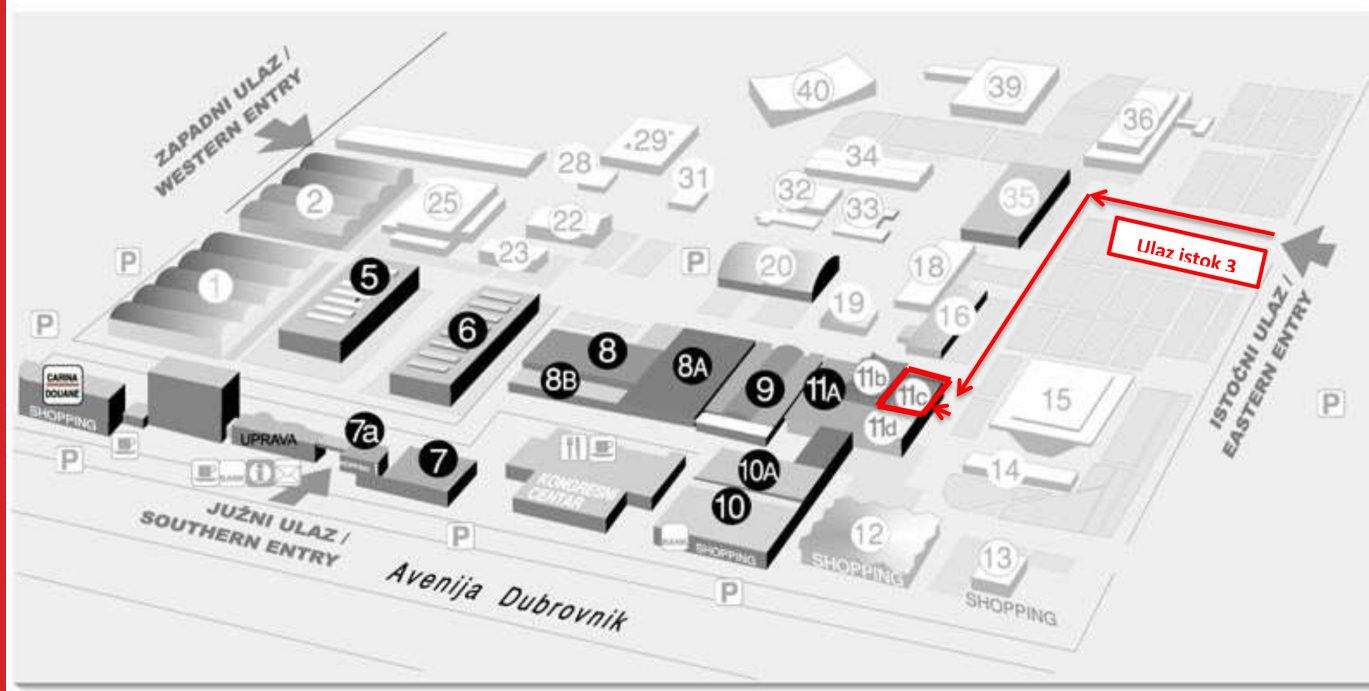 ZAPADNI ULAZ /
WESTERN ENTRY
40
39
36
29
28
31
34
2
25
22
32
33
35
23
20
18
Ulaz istok 3
P
P
1
5
19
16
ISTOČNI ULAZ /
EASTERN ENTRY
P
6
8
8A
8B
9
11A
11b
11c
11d
15
P
CARINA
DOUANE
SHOPPING
UPRAVA
7a
7
10A
14
P
BANK
KONGRESNI
CENTAR
10
12
JUŽNI ULAZ /
SOUTHERN ENTRY
P
BANK
SHOPPING
SHOPPING
13
SHOPPING
P
Avenija Dubrovnik